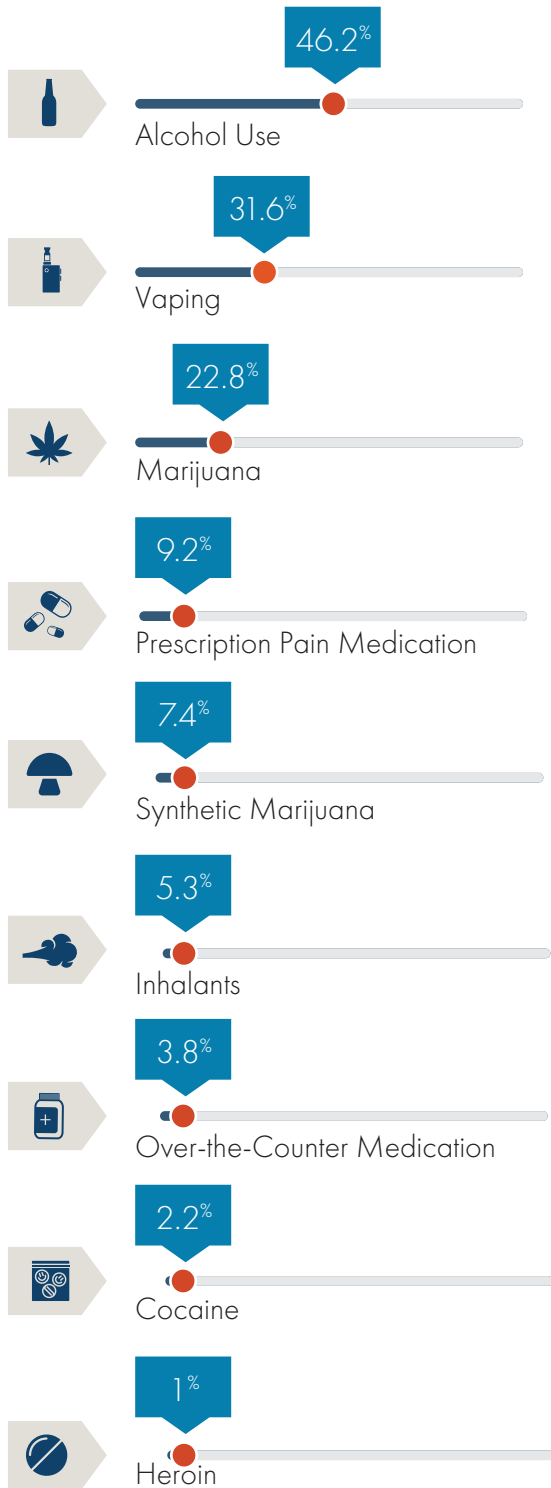 46.2%
Alcohol Use
31.6%
Vaping
22.8%
Marijuana
9.2%
Prescription Pain Medication
7.4%
Synthetic Marijuana
5.3%
Inhalants
3.8%
Over-the-Counter Medication
2.2%
Cocaine
1%
Heroin